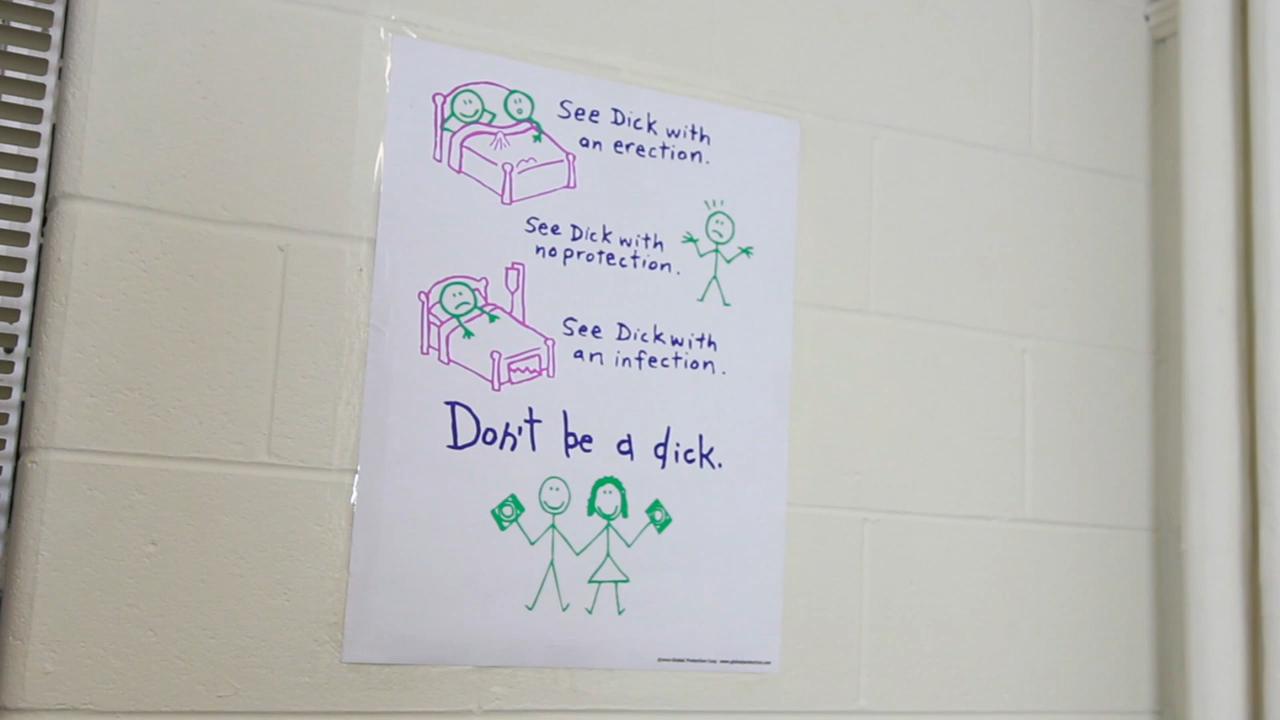 See Dick with
an erection.
See Dick with
no protection.
See Dick with
an infection.
Don't be a dick.